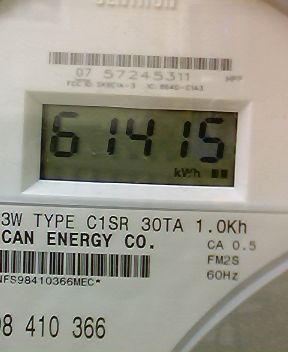 07 57245311
61415
kWh
3W TYPE C1SR 30TA 1.0Kh
CAN ENERGY CO.
CA 0.5
FM2S
60Hz
NFS98410366MEC*
98 410 366